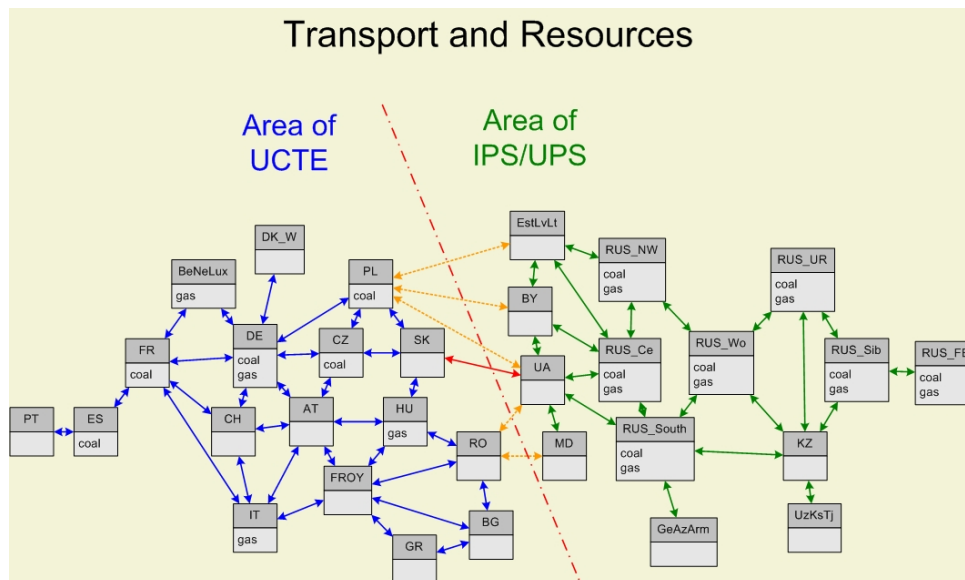 Transport and Resources
Area of
UCTE
Area of
IPS/UPS
DK_W
BeNeLux
gas
PL
coal
EstLvLt
RUS_NW
coal
gas
RUS_UR
coal
gas
BY
FR
coal
DE
coal
gas
CZ
coal
SK
UA
RUS_Ce
coal
gas
RUS_Wo
coal
gas
RUS_Sib
coal
gas
RUS_FE
coal
gas
PT
ES
coal
CH
AT
HU
gas
RO
MD
RUS_South
coal
gas
KZ
FROY
IT
gas
GR
BG
GeAzArm
UzKsTj